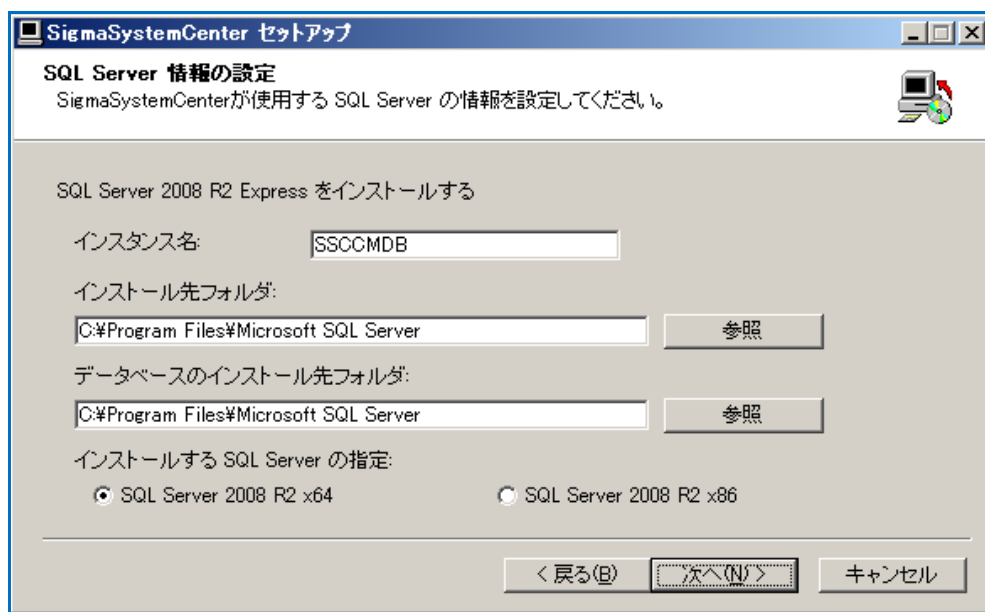 SigmaSystemCenter セットアップ
SQL Server 情報の設定
SigmaSystemCenterが使用する SQL Server の情報を設定してください。
SQL Server 2008 R2 Express をインストールする
インスタンス名: SSCCMDB
インストール先フォルダ:
C:¥Program Files¥Microsoft SQL Server 参照
データベースのインストール先フォルダ:
C:¥Program Files¥Microsoft SQL Server 参照
インストールする SQL Server の指定:
SQL Server 2008 R2 x64 SQL Server 2008 R2 x86
< 戻る(B) 次へ(N) > キャンセル